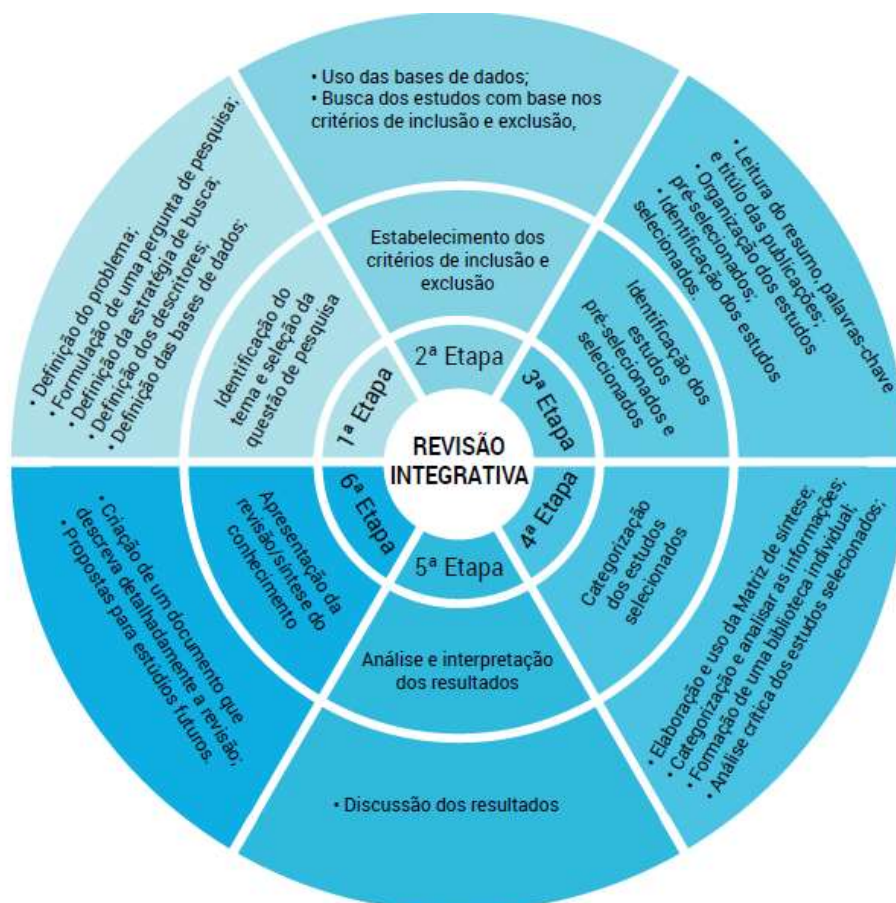 REVISÃO
INTEGRATIVA
1ª Etapa
Identificação do
tema e seleção da
questão de pesquisa
• Definição do problema;
• Formulação de uma pergunta de pesquisa;
• Definição da estratégia de busca;
• Definição dos descritores;
• Definição das bases de dados;
2ª Etapa
Estabelecimento dos
critérios de inclusão e
exclusão
• Uso das bases de dados;
• Busca dos estudos com base nos
critérios de inclusão e exclusão,
3ª Etapa
Identificação dos
estudos
pré-selecionados e
selecionados
• Leitura do resumo, palavras-chave
e título das publicações;
• Organização dos estudos
pré-selecionados;
• Identificação dos estudos
selecionados.
4ª Etapa
Categorização
dos estudos
selecionados
• Elaboração e uso da Matriz de síntese;
• Categorização e analisar as informações;
• Formação de uma biblioteca individual;
• Análise crítica dos estudos selecionados;
5ª Etapa
Análise e interpretação
dos resultados
• Discussão dos resultados
6ª Etapa
Apresentação da
revisão/síntese do
conhecimento
• Criação de um documento que
descreva detalhadamente a revisão;
• Propostas para estúdios futuros.